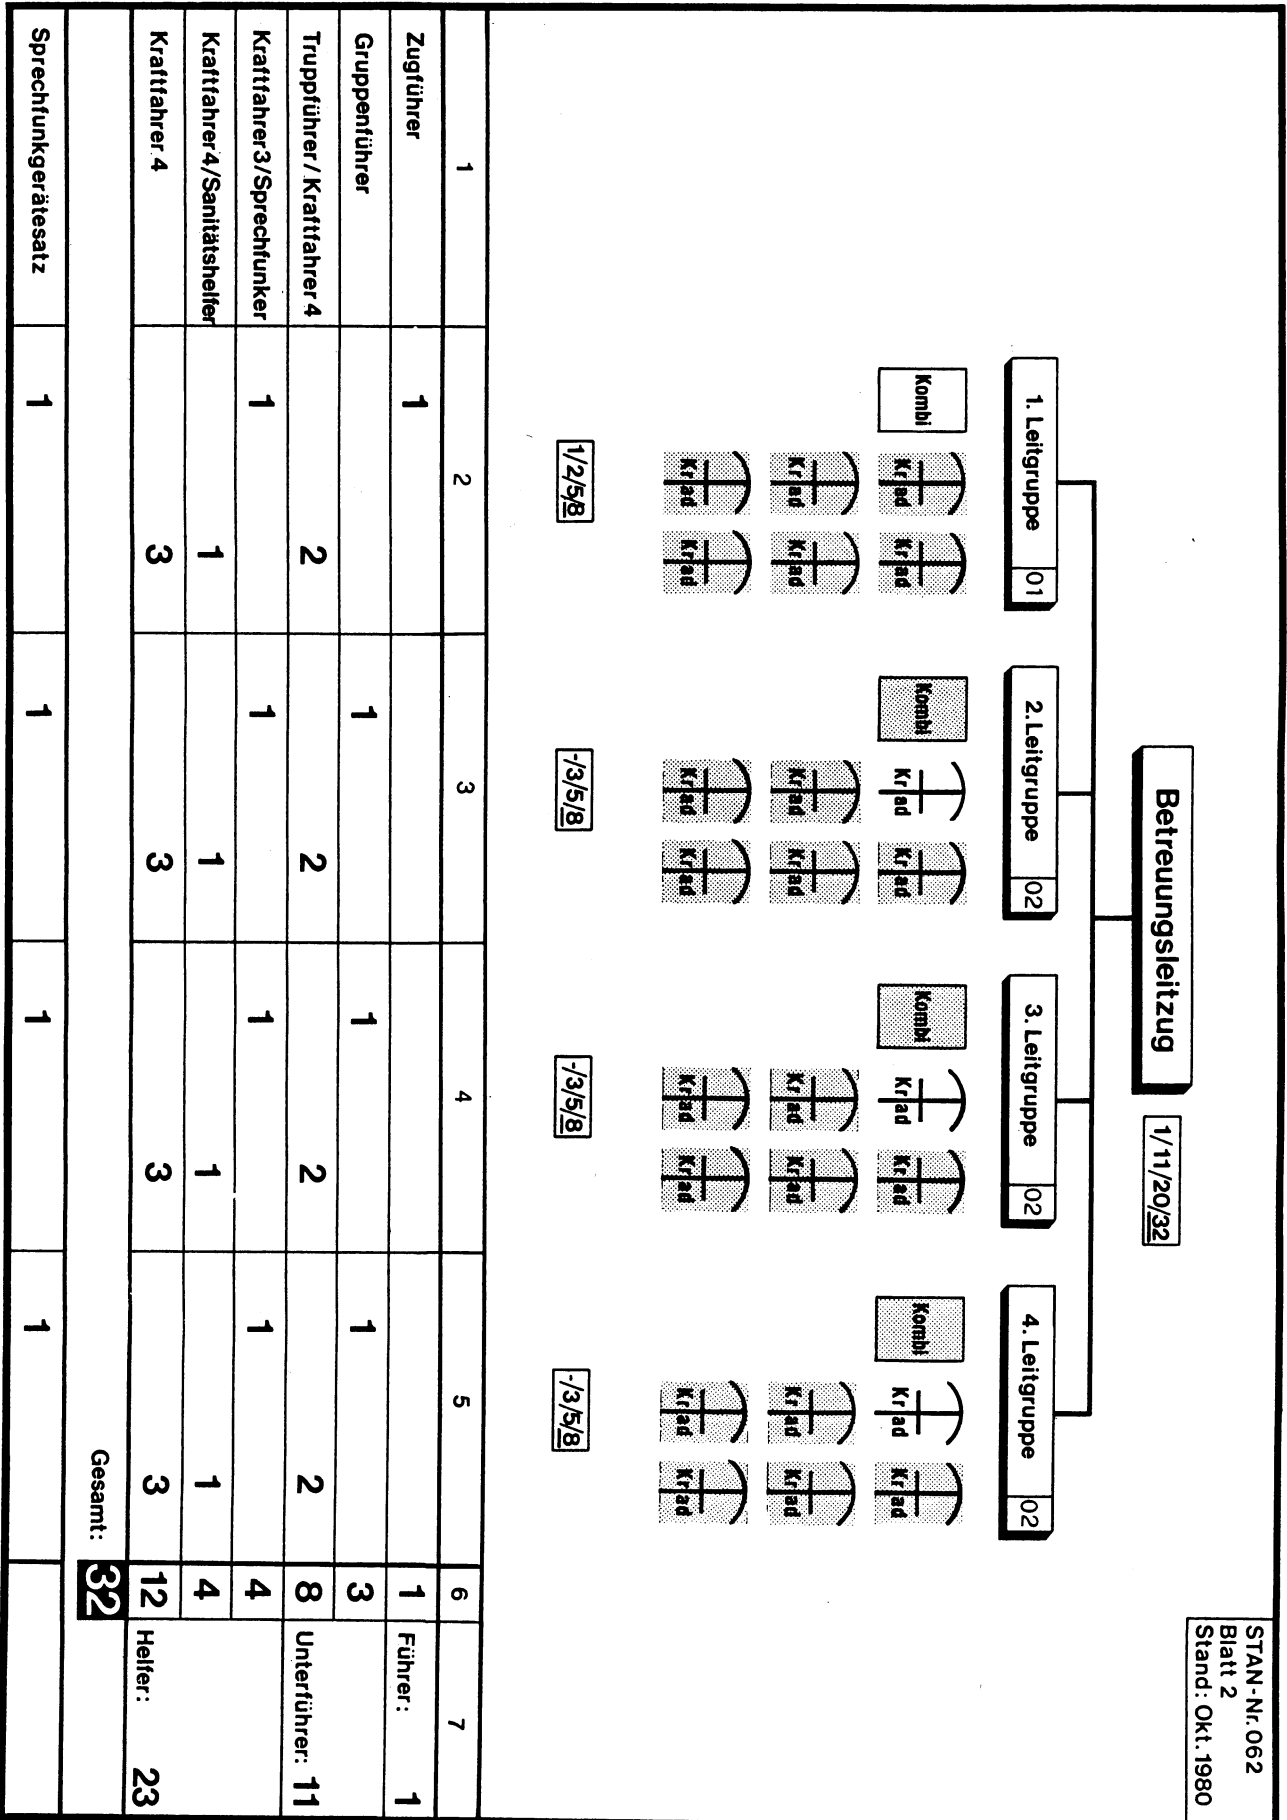 STAN-Nr. 062
Blatt 2
Stand: Okt. 1980
Betreuungsleitzug
1/11/20/32
1. Leitgruppe 01
2. Leitgruppe 02
3. Leitgruppe 02
4. Leitgruppe 02
Kombi Krad Krad Kombi Krad Krad Kombi Krad Krad Kombi Krad Krad
Krad Krad Krad Krad Krad Krad Krad Krad
Krad Krad Krad Krad Krad Krad Krad Krad
1/2/5/8 -/3/5/8 -/3/5/8 -/3/5/8
1 2 3 4 5 6 7
Zugführer 1 1 Führer: 1
Gruppenführer 1 1 1 3
Truppführer/Kraftfahrer 4 2 2 2 2 8 Unterführer: 11
Kraftfahrer3/Sprechfunker 1 1 1 1 4
Kraftfahrer4/Sanitätshelfer 1 1 1 1 4
Kraftfahrer 4 3 3 3 3 12 Helfer: 23
Gesamt: 32
Sprechfunkgerätesatz 1 1 1 1